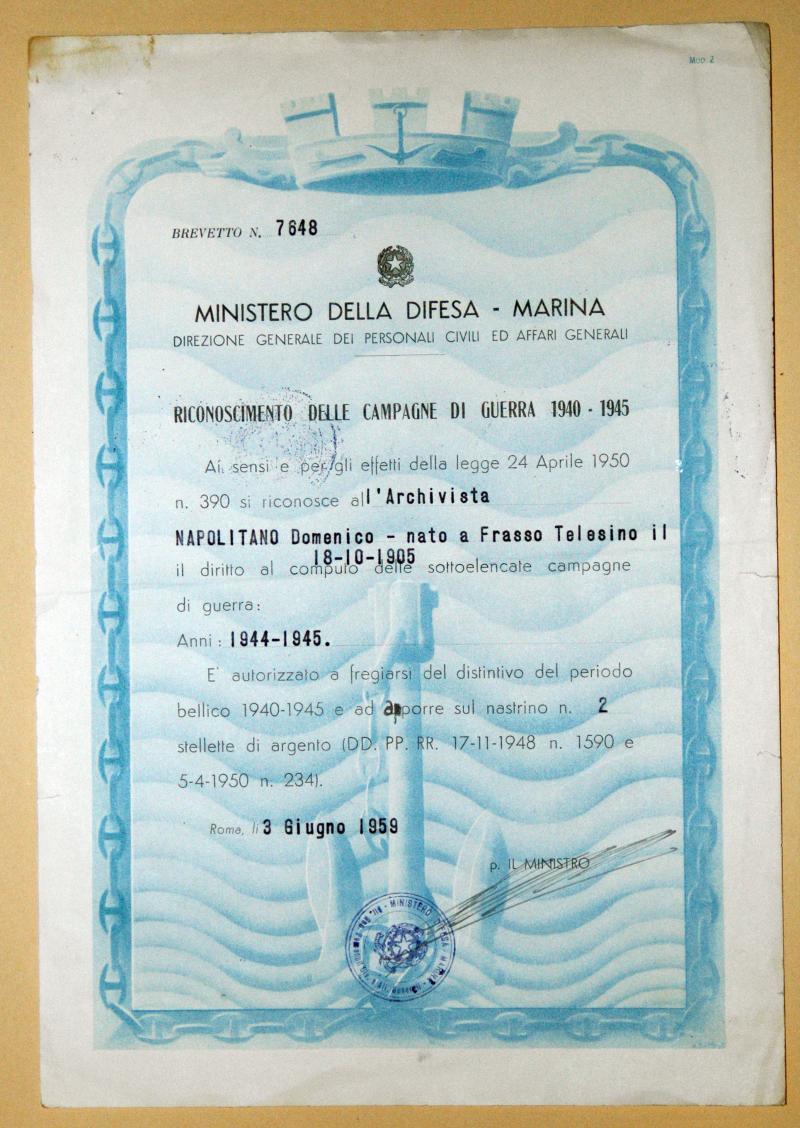 Mod. 2
BREVETTO N. 7648
MINISTERO DELLA DIFESA - MARINA
DIREZIONE GENERALE DEI PERSONALI CIVILI ED AFFARI GENERALI
RICONOSCIMENTO DELLE CAMPAGNE DI GUERRA 1940 - 1945
Ai sensi e per gli effetti della legge 24 Aprile 1950
n. 390 si riconosce all'Archivista
NAPOLITANO Domenico - nato a Frasso Telesino il
18-10-1905
il diritto al computo delle sottoelencate campagne
di guerra:
Anni: 1944-1945.
E' autorizzato a fregiarsi del distintivo del periodo
bellico 1940-1945 e ad apporre sul nastrino n. 2
stellette di argento (DD. PP. RR. 17-11-1948 n. 1590 e
5-4-1950 n. 234).
Roma, li 3 Giugno 1959
p. IL MINISTRO
MINISTERO DIFESA MARINA